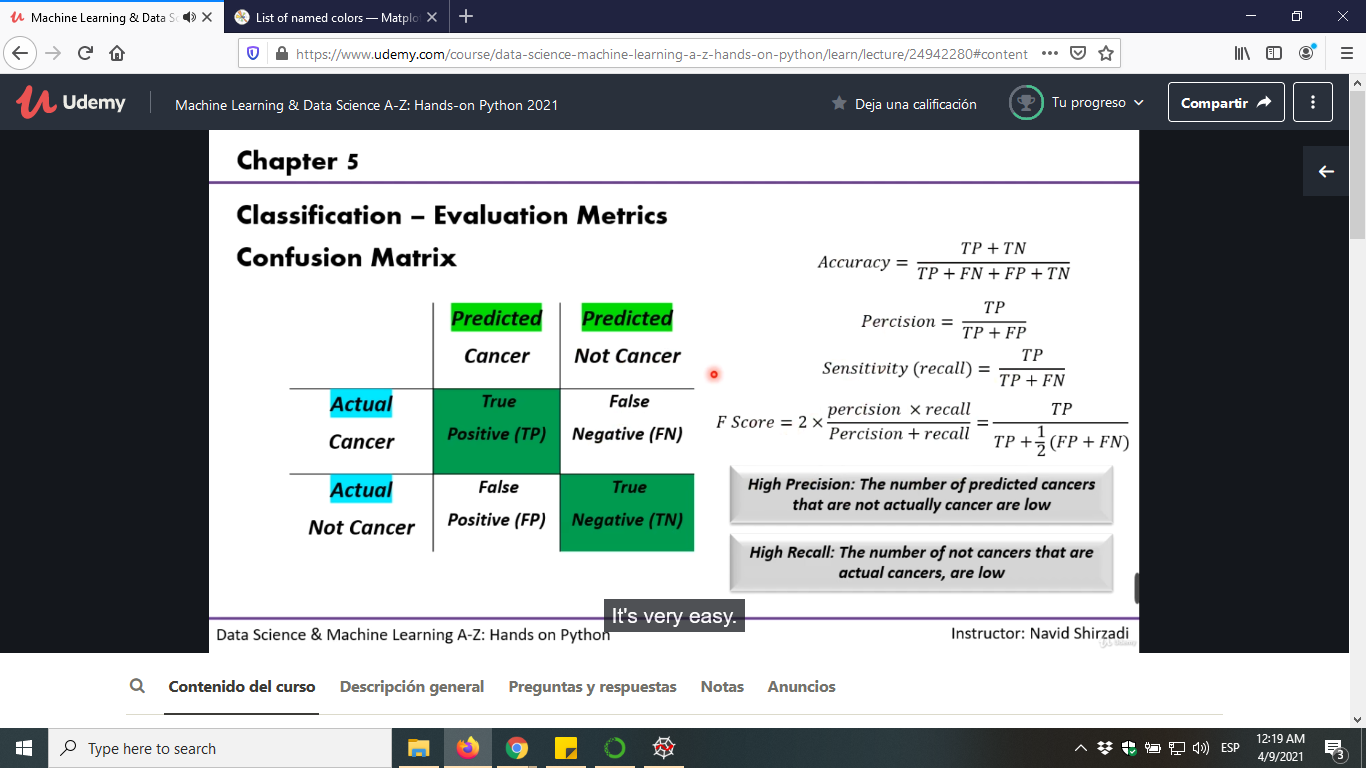 Machine Learning & Data Sc
List of named colors — Matplo
https://www.udemy.com/course/data-science-machine-learning-a-z-hands-on-python/learn/lecture/24942280#content
Udemy
Machine Learning & Data Science A-Z: Hands-on Python 2021
Deja una calificación
Tu progreso
Compartir
Chapter 5
Classification – Evaluation Metrics
Confusion Matrix
Predicted Cancer
Predicted Not Cancer
Actual Cancer
True Positive (TP)
False Negative (FN)
Actual Not Cancer
False Positive (FP)
True Negative (TN)
Accuracy = (TP + TN) / (TP + FN + FP + TN)
Percision = TP / (TP + FP)
Sensitivity (recall) = TP / (TP + FN)
F Score = 2 × (percision × recall) / (Percision + recall) = TP / (TP + 1/2 (FP + FN))
High Precision: The number of predicted cancers
that are not actually cancer are low
High Recall: The number of not cancers that are
actual cancers, are low
It's very easy.
Data Science & Machine Learning A-Z: Hands on Python
Instructor: Navid Shirzadi
Udemy
Contenido del curso
Descripción general
Preguntas y respuestas
Notas
Anuncios
Type here to search
ESP
12:19 AM
4/9/2021
3